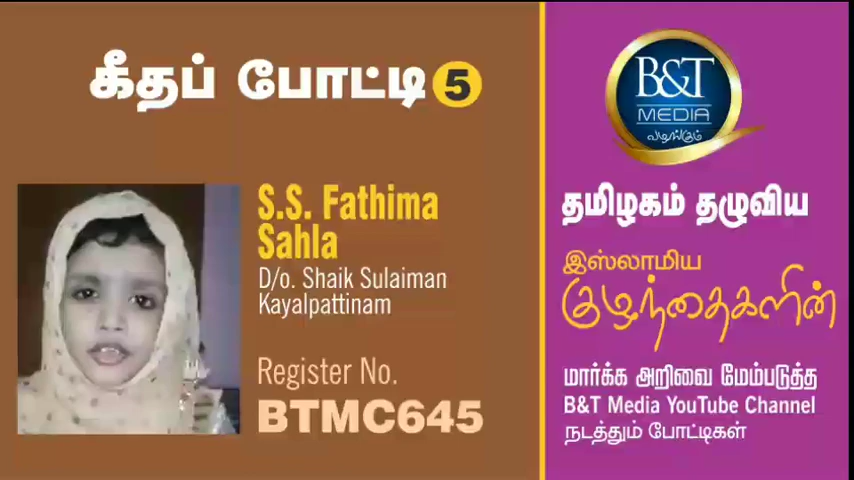 கீதப் போட்டி 5
S.S. Fathima
Sahla
D/o. Shaik Sulaiman
Kayalpattinam
Register No.
BTMC645
B&T
MEDIA
வழங்கும்
தமிழகம் தழுவிய
இஸ்லாமிய
குழந்தைகளின்
மார்க்க அறிவை மேம்படுத்த
B&T Media YouTube Channel
நடத்தும் போட்டிகள்